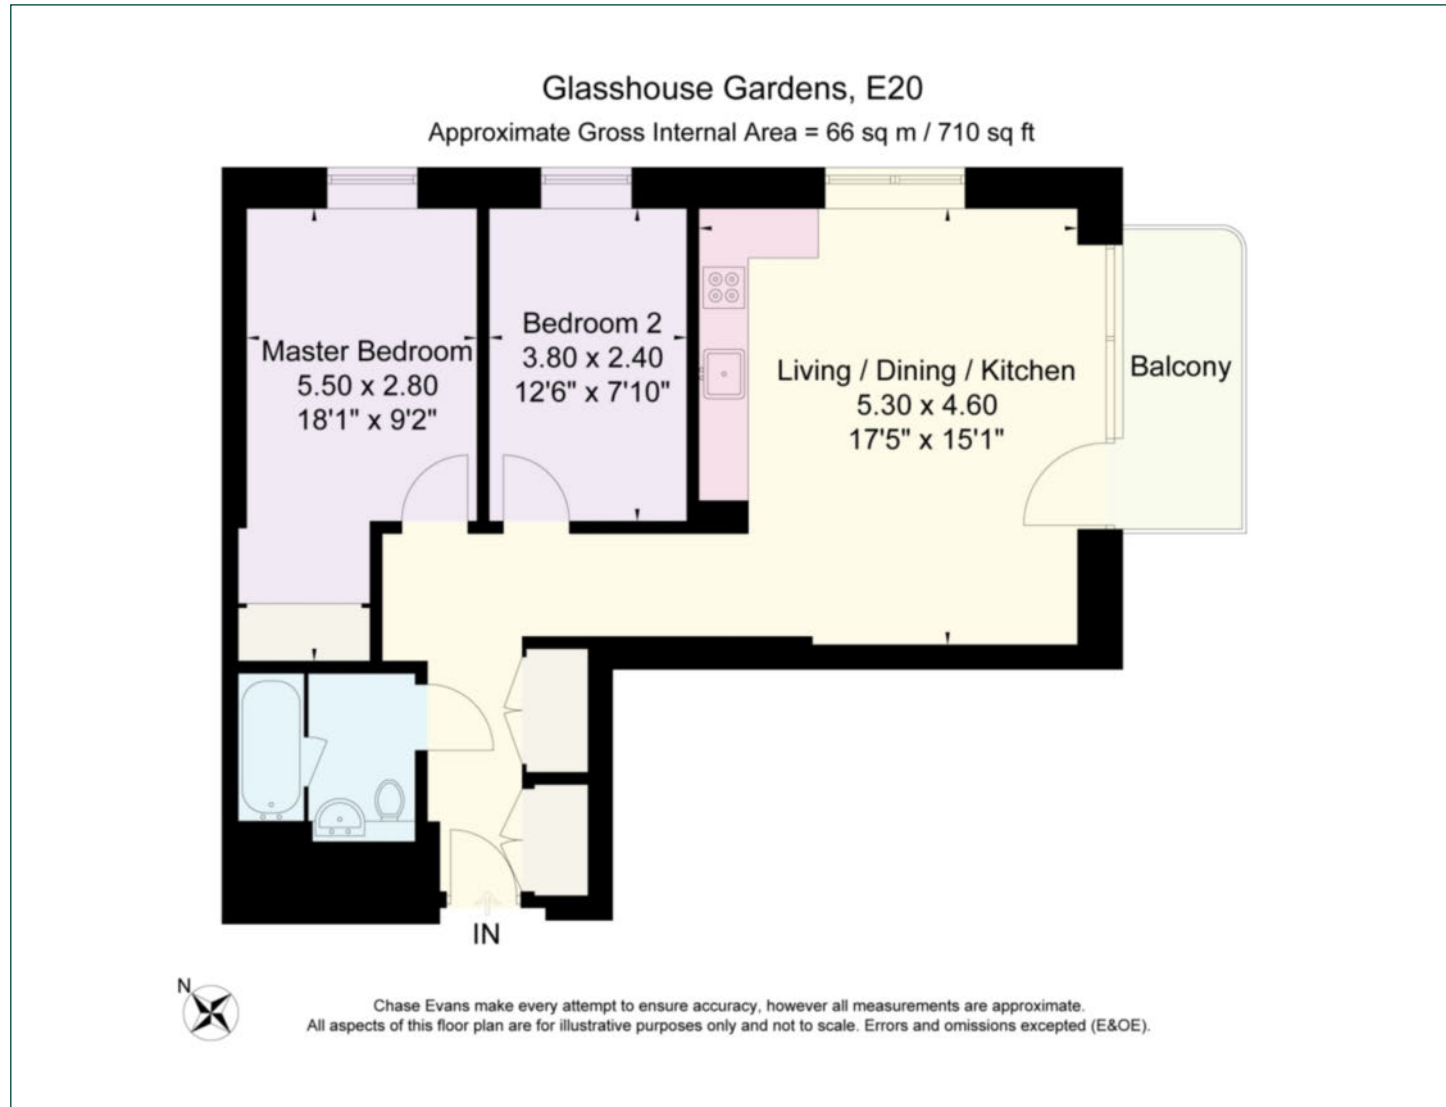 Glasshouse Gardens, E20
Approximate Gross Internal Area = 66 sq m / 710 sq ft
Master Bedroom
5.50 x 2.80
18'1" x 9'2"
Bedroom 2
3.80 x 2.40
12'6" x 7'10"
Living / Dining / Kitchen
5.30 x 4.60
17'5" x 15'1"
Balcony
IN
N
Chase Evans make every attempt to ensure accuracy, however all measurements are approximate.
All aspects of this floor plan are for illustrative purposes only and not to scale. Errors and omissions excepted (E&OE).